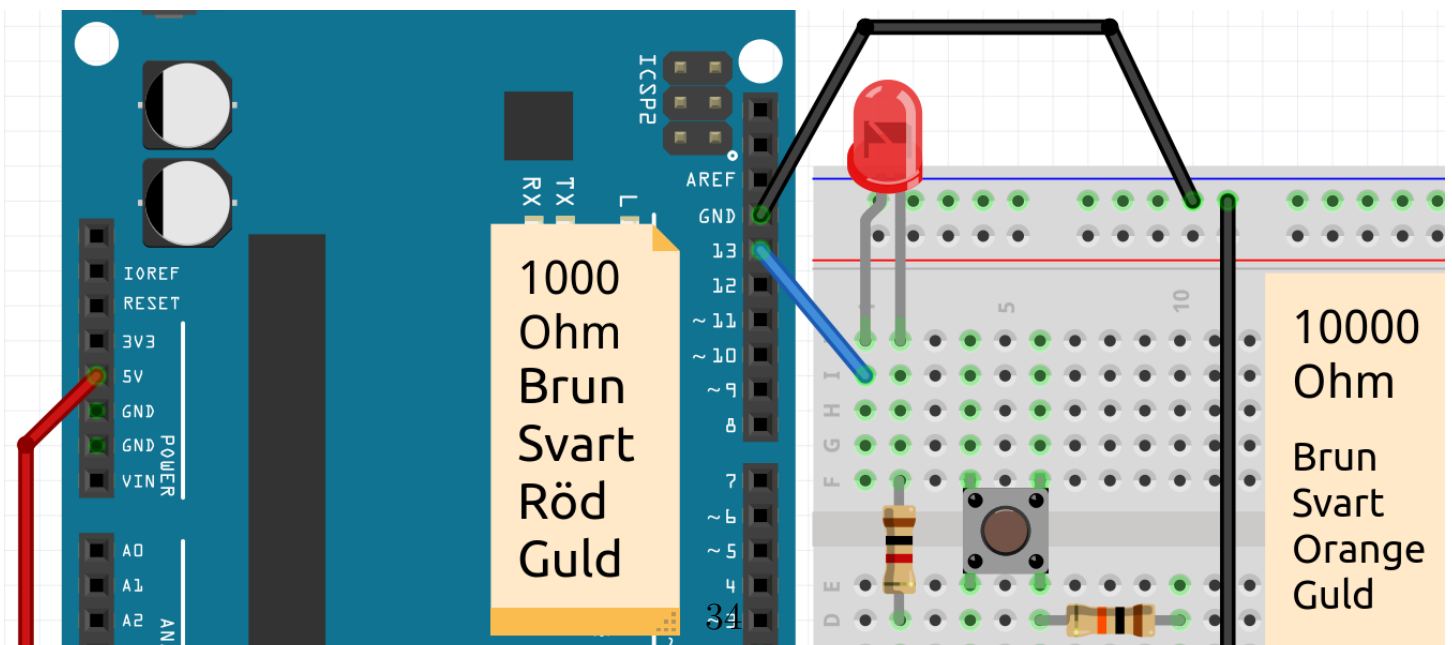 ICSP2
AREF
GND
13
12
~11
~10
~9
8
7
~6
~5
4
RX
TX
L
IOREF
RESET
3V3
5V
GND
GND
VIN
POWER
A0
A1
A2
AN
1000
Ohm
Brun
Svart
Röd
Guld
34
5
10
I
H
G
F
E
D
10000
Ohm
Brun
Svart
Orange
Guld